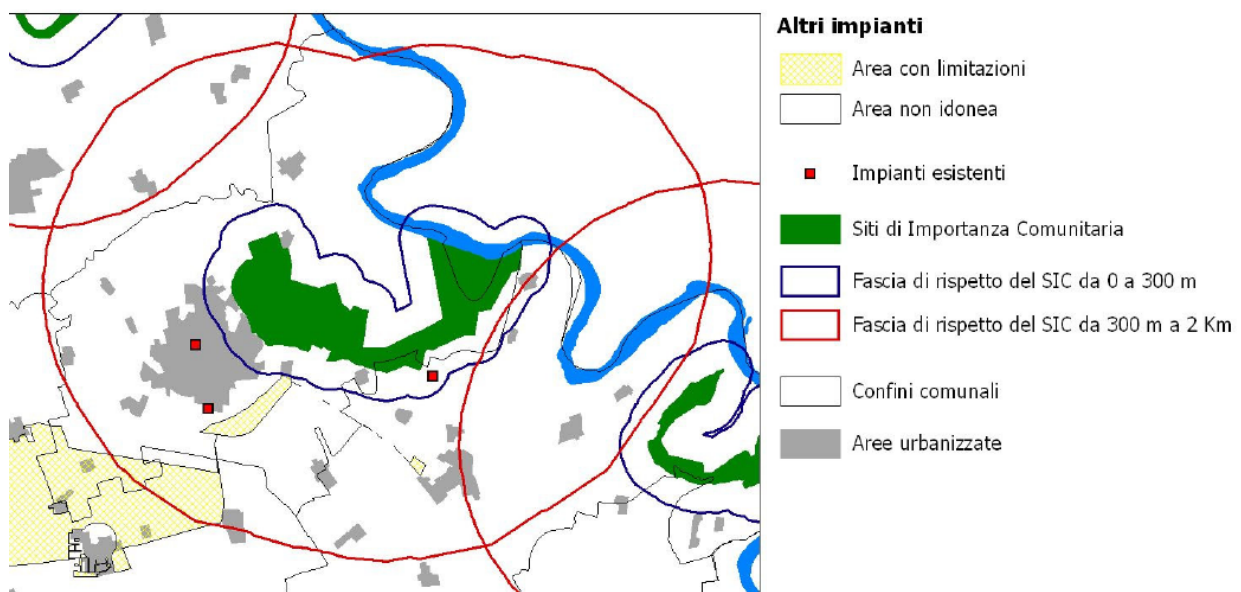 Altri impianti
Area con limitazioni
Area non idonea
Impianti esistenti
Siti di Importanza Comunitaria
Fascia di rispetto del SIC da 0 a 300 m
Fascia di rispetto del SIC da 300 m a 2 Km
Confini comunali
Aree urbanizzate